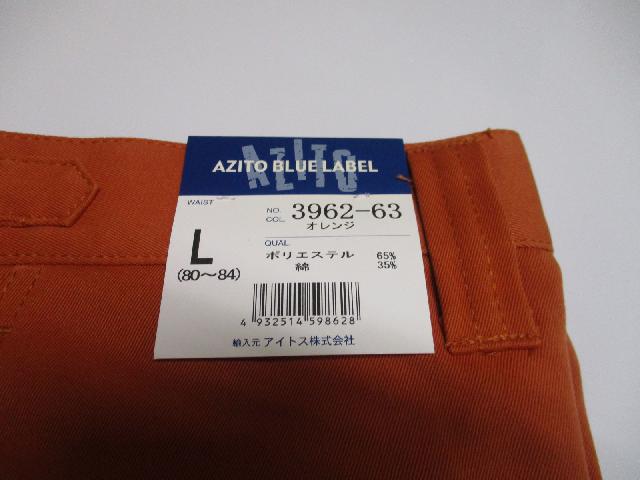 AZITO
AZITO BLUE LABEL
WAIST
L
(80〜84)
NO. 3962-63
COL. オレンジ
QUAL
ポリエステル 65%
綿 35%
4 932514 598628
輸入元 アイトス株式会社